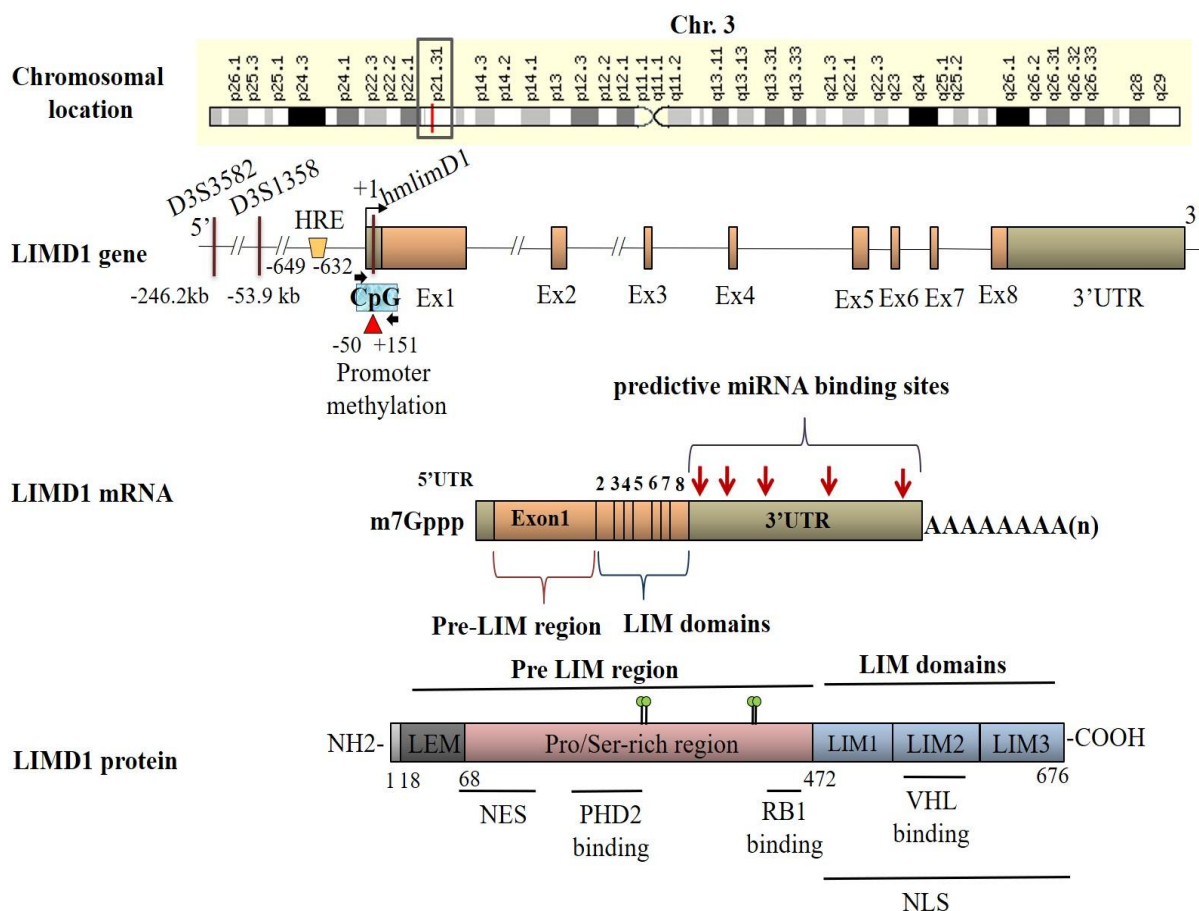 Chr. 3
Chromosomal
location
p26.1 p25.3 p25.1 p24.3 p24.1 p22.3 p22.2 p22.1 p21.31 p14.3 p14.2 p14.1 p13 p12.3 p12.2 p12.1 p11.1 q11.1 q11.2 q13.11 q13.13 q13.31 q13.33 q21.3 q22.1 q22.3 q23 q24 q25.1 q25.2 q26.1 q26.2 q26.31 q26.32 q26.33 q28 q29
D3S3582 D3S1358 +1 hmlimD1
5’ HRE 3
LIMD1 gene
-649 -632
-246.2kb -53.9 kb CpG Ex1 Ex2 Ex3 Ex4 Ex5 Ex6 Ex7 Ex8 3’UTR
-50 +151
Promoter
methylation
predictive miRNA binding sites
LIMD1 mRNA
5’UTR 2 3 4 5 6 7 8
m7Gppp Exon1 3’UTR AAAAAAAA(n)
Pre-LIM region LIM domains
Pre LIM region LIM domains
LIMD1 protein
NH2- LEM Pro/Ser-rich region LIM1 LIM2 LIM3 -COOH
1 18 68 472 676
NES PHD2
binding
RB1
binding
VHL
binding
NLS